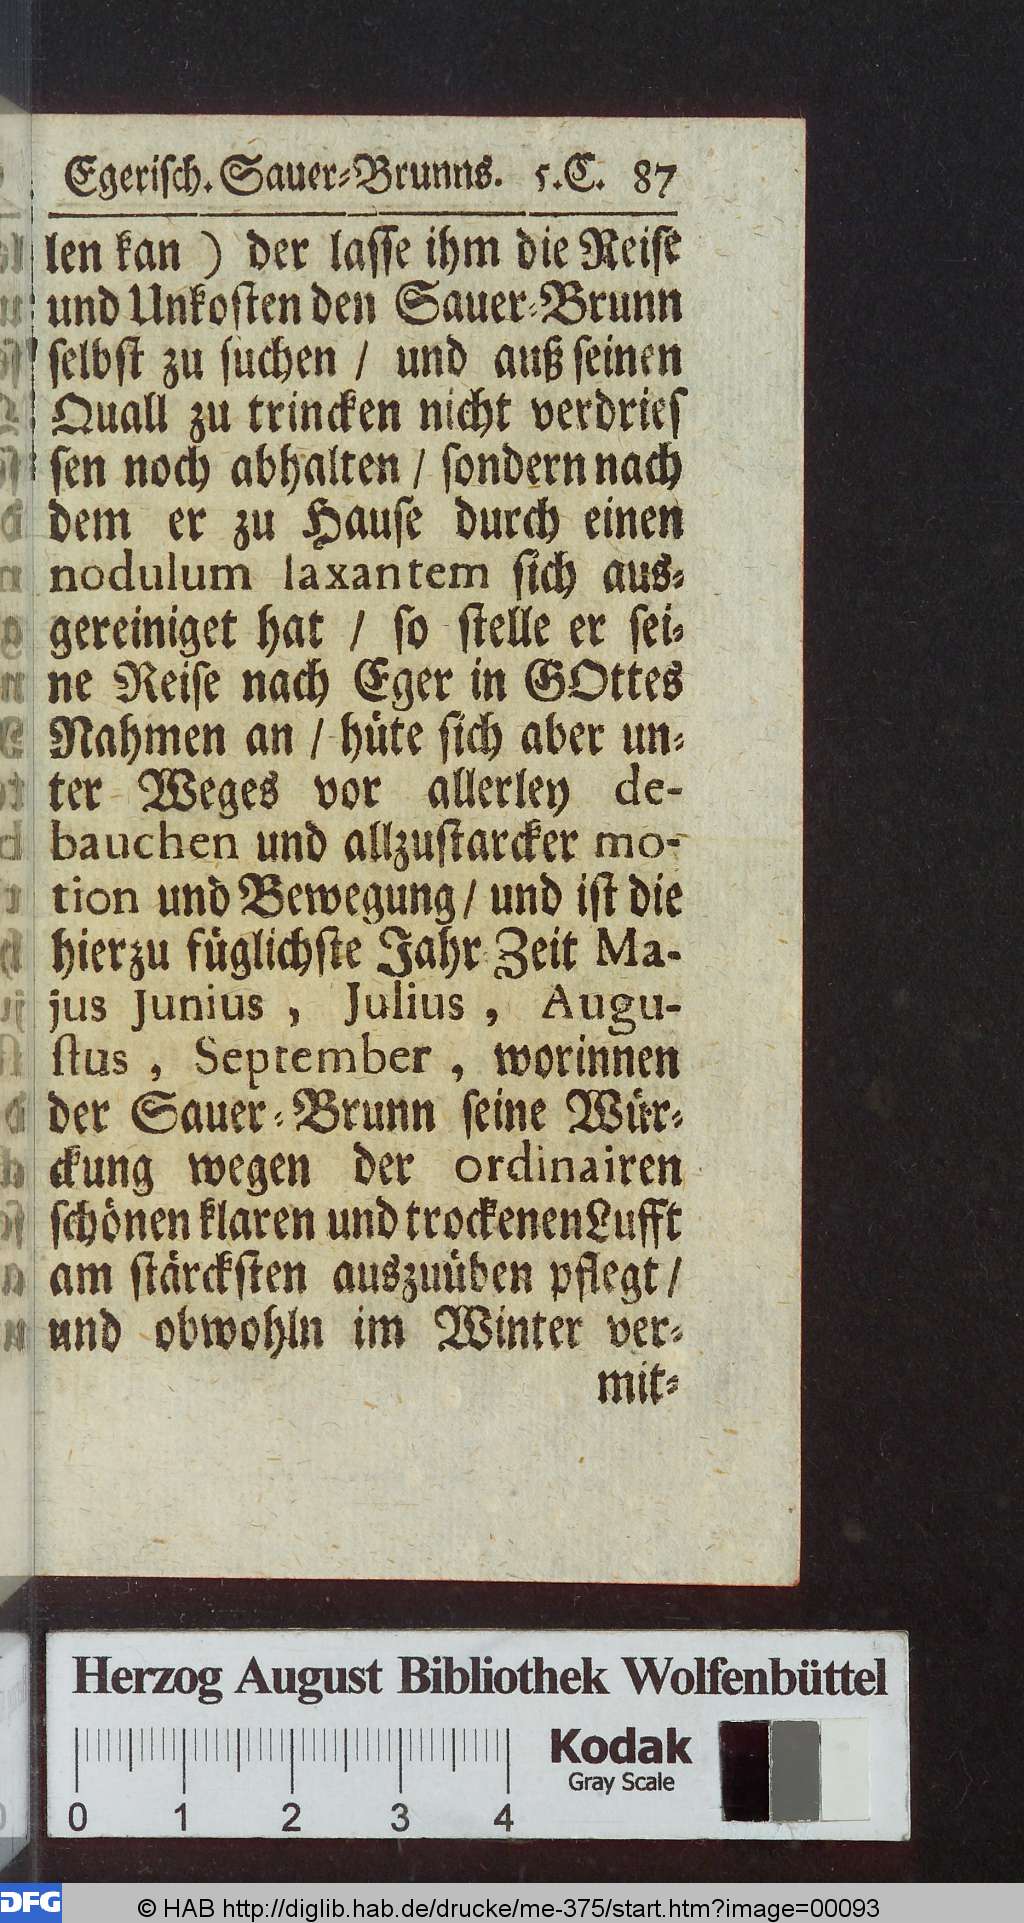 Egerisch. Sauer-Brunns. 5.C. 87
len kan ) der lasse ihm die Reise
und Unkosten den Sauer-Brunn
selbst zu suchen / und auß seinen
Quall zu trincken nicht verdries
sen noch abhalten / sondern nach
dem er zu Hause durch einen
nodulum laxantem sich aus-
gereiniget hat / so stelle er sei-
ne Reise nach Eger in GOttes
Nahmen an / hüte sich aber un-
ter Weges vor allerley de-
bauchen und allzustarcker mo-
tion und Bewegung / und ist die
hierzu füglichste Jahr Zeit Ma-
jus Junius , Julius , Augu-
stus , September , worinnen
der Sauer-Brunn seine Wür-
ckung wegen der ordinairen
schönen klaren und trockenen Lufft
am stärcksten auszuüben pflegt /
und obwohln im Winter ver-
mit-
Herzog August Bibliothek Wolfenbüttel
Kodak
Gray Scale
0 1 2 3 4
DFG
© HAB http://diglib.hab.de/drucke/me-375/start.htm?image=00093